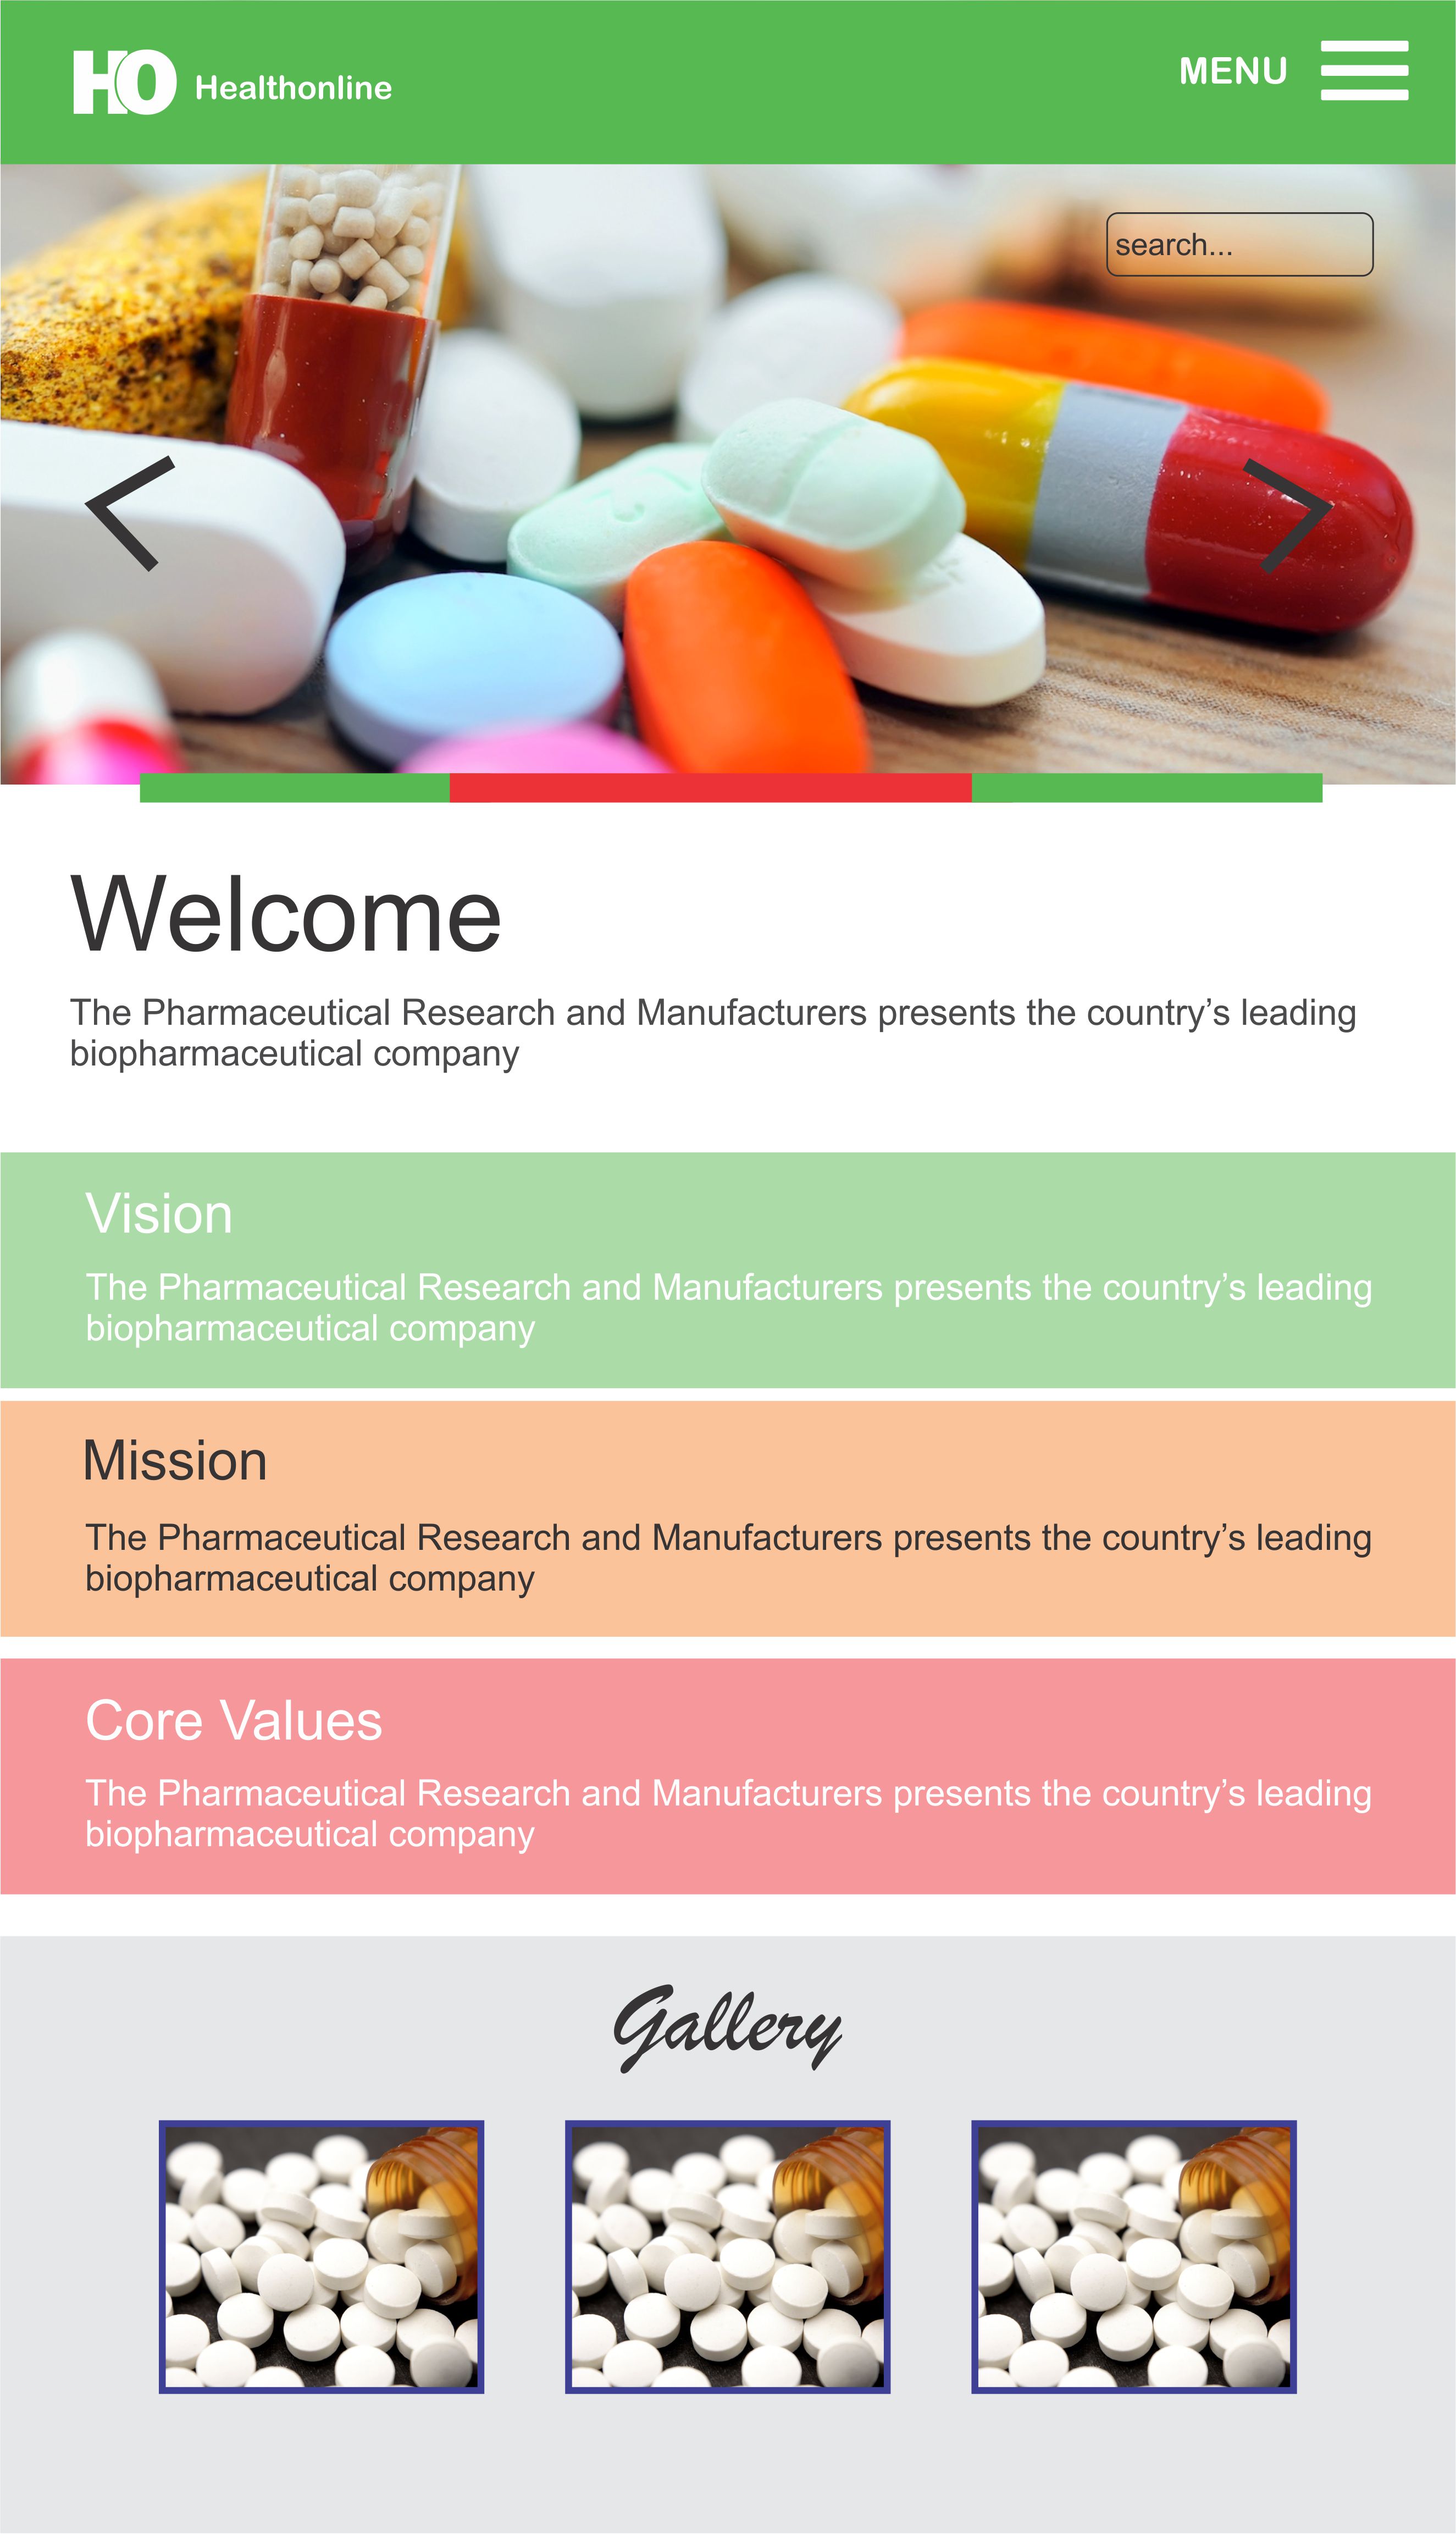 HO Healthonline
MENU
search...
Welcome
The Pharmaceutical Research and Manufacturers presents the country’s leading
biopharmaceutical company
Vision
The Pharmaceutical Research and Manufacturers presents the country’s leading
biopharmaceutical company
Mission
The Pharmaceutical Research and Manufacturers presents the country’s leading
biopharmaceutical company
Core Values
The Pharmaceutical Research and Manufacturers presents the country’s leading
biopharmaceutical company
Gallery